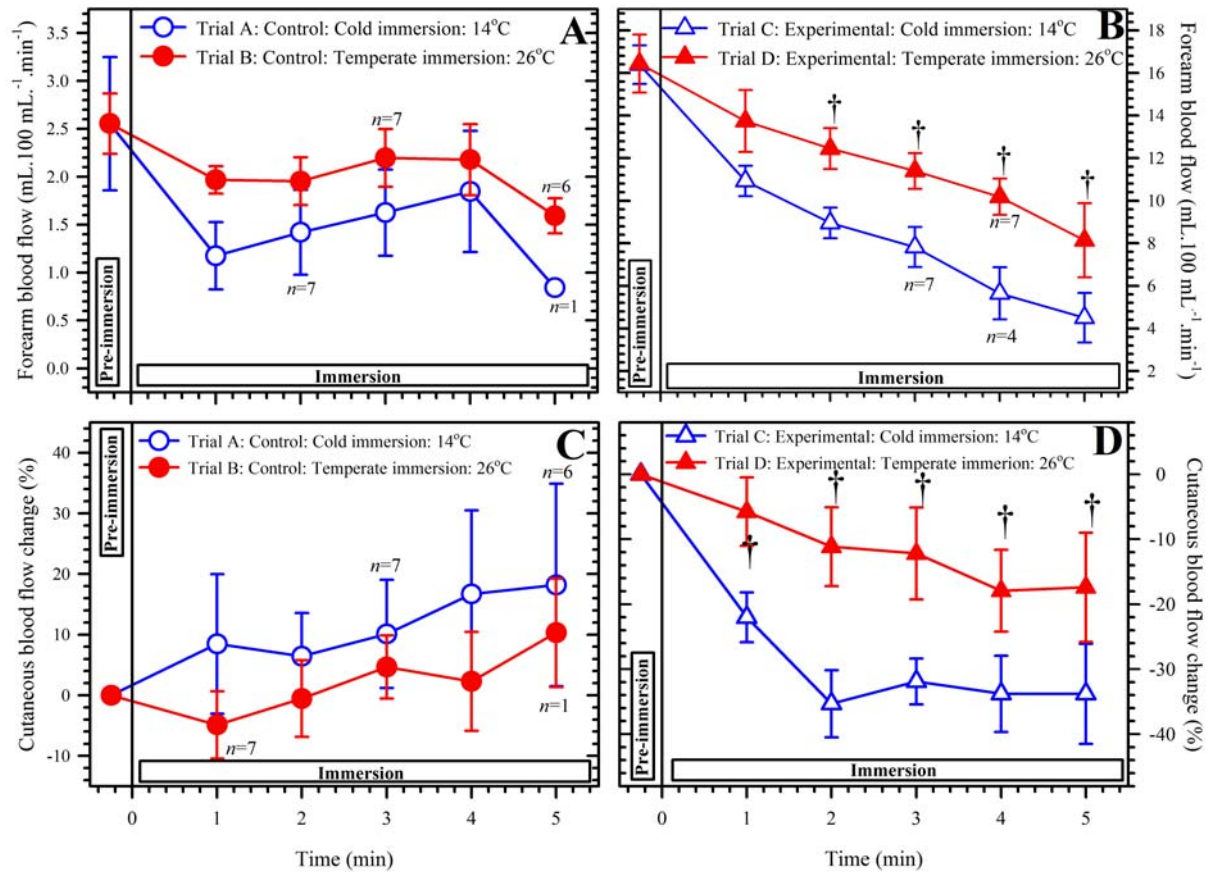 Trial A: Control: Cold immersion: 14°C
Trial B: Control: Temperate immersion: 26°C
A
3.5
3.0
2.5
2.0
1.5
1.0
0.5
0.0
Forearm blood flow (mL.100 mL.⁻¹.min⁻¹)
n=7
n=6
n=7
n=1
Pre-immersion
Immersion
Trial C: Experimental: Cold immersion: 14°C
Trial D: Experimental: Temperate immersion: 26°C
B
18
16
14
12
10
8
6
4
2
Forearm blood flow (mL.100 mL⁻¹.min⁻¹)
†
†
†
†
n=7
n=7
n=4
Pre-immersion
Immersion
Trial A: Control: Cold immersion: 14°C
Trial B: Control: Temperate immersion: 26°C
C
40
30
20
10
0
-10
Cutaneous blood flow change (%)
n=6
n=7
n=7
n=1
Pre-immersion
Immersion
0
1
2
3
4
5
Time (min)
Trial C: Experimental: Cold immersion: 14°C
Trial D: Experimental: Temperate immerion: 26°C
D
0
-10
-20
-30
-40
Cutaneous blood flow change (%)
†
†
†
†
†
Pre-immersion
Immersion
0
1
2
3
4
5
Time (min)